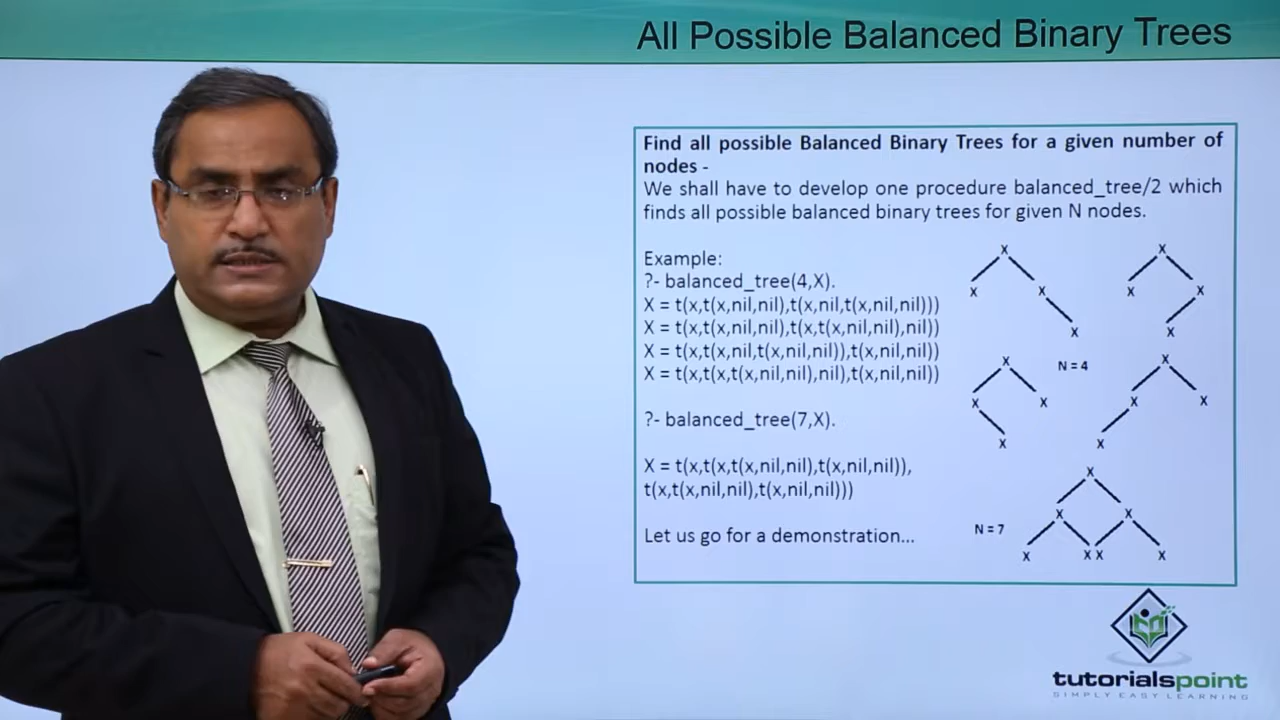 All Possible Balanced Binary Trees
Find all possible Balanced Binary Trees for a given number of
nodes -
We shall have to develop one procedure balanced_tree/2 which
finds all possible balanced binary trees for given N nodes.
Example:
?- balanced_tree(4,X).
X = t(x,t(x,nil,nil),t(x,nil,t(x,nil,nil)))
X = t(x,t(x,nil,nil),t(x,t(x,nil,nil),nil))
X = t(x,t(x,nil,t(x,nil,nil)),t(x,nil,nil))
X = t(x,t(x,t(x,nil,nil),nil),t(x,nil,nil))
?- balanced_tree(7,X).
X = t(x,t(x,t(x,nil,nil),t(x,nil,nil)),
t(x,t(x,nil,nil),t(x,nil,nil)))
Let us go for a demonstration...
X
X X
X
X
X X
X
N = 4
X
X X
X
X
X X
X
N = 7
X
X X
X X X X
tutorialspoint
SIMPLY EASY LEARNING